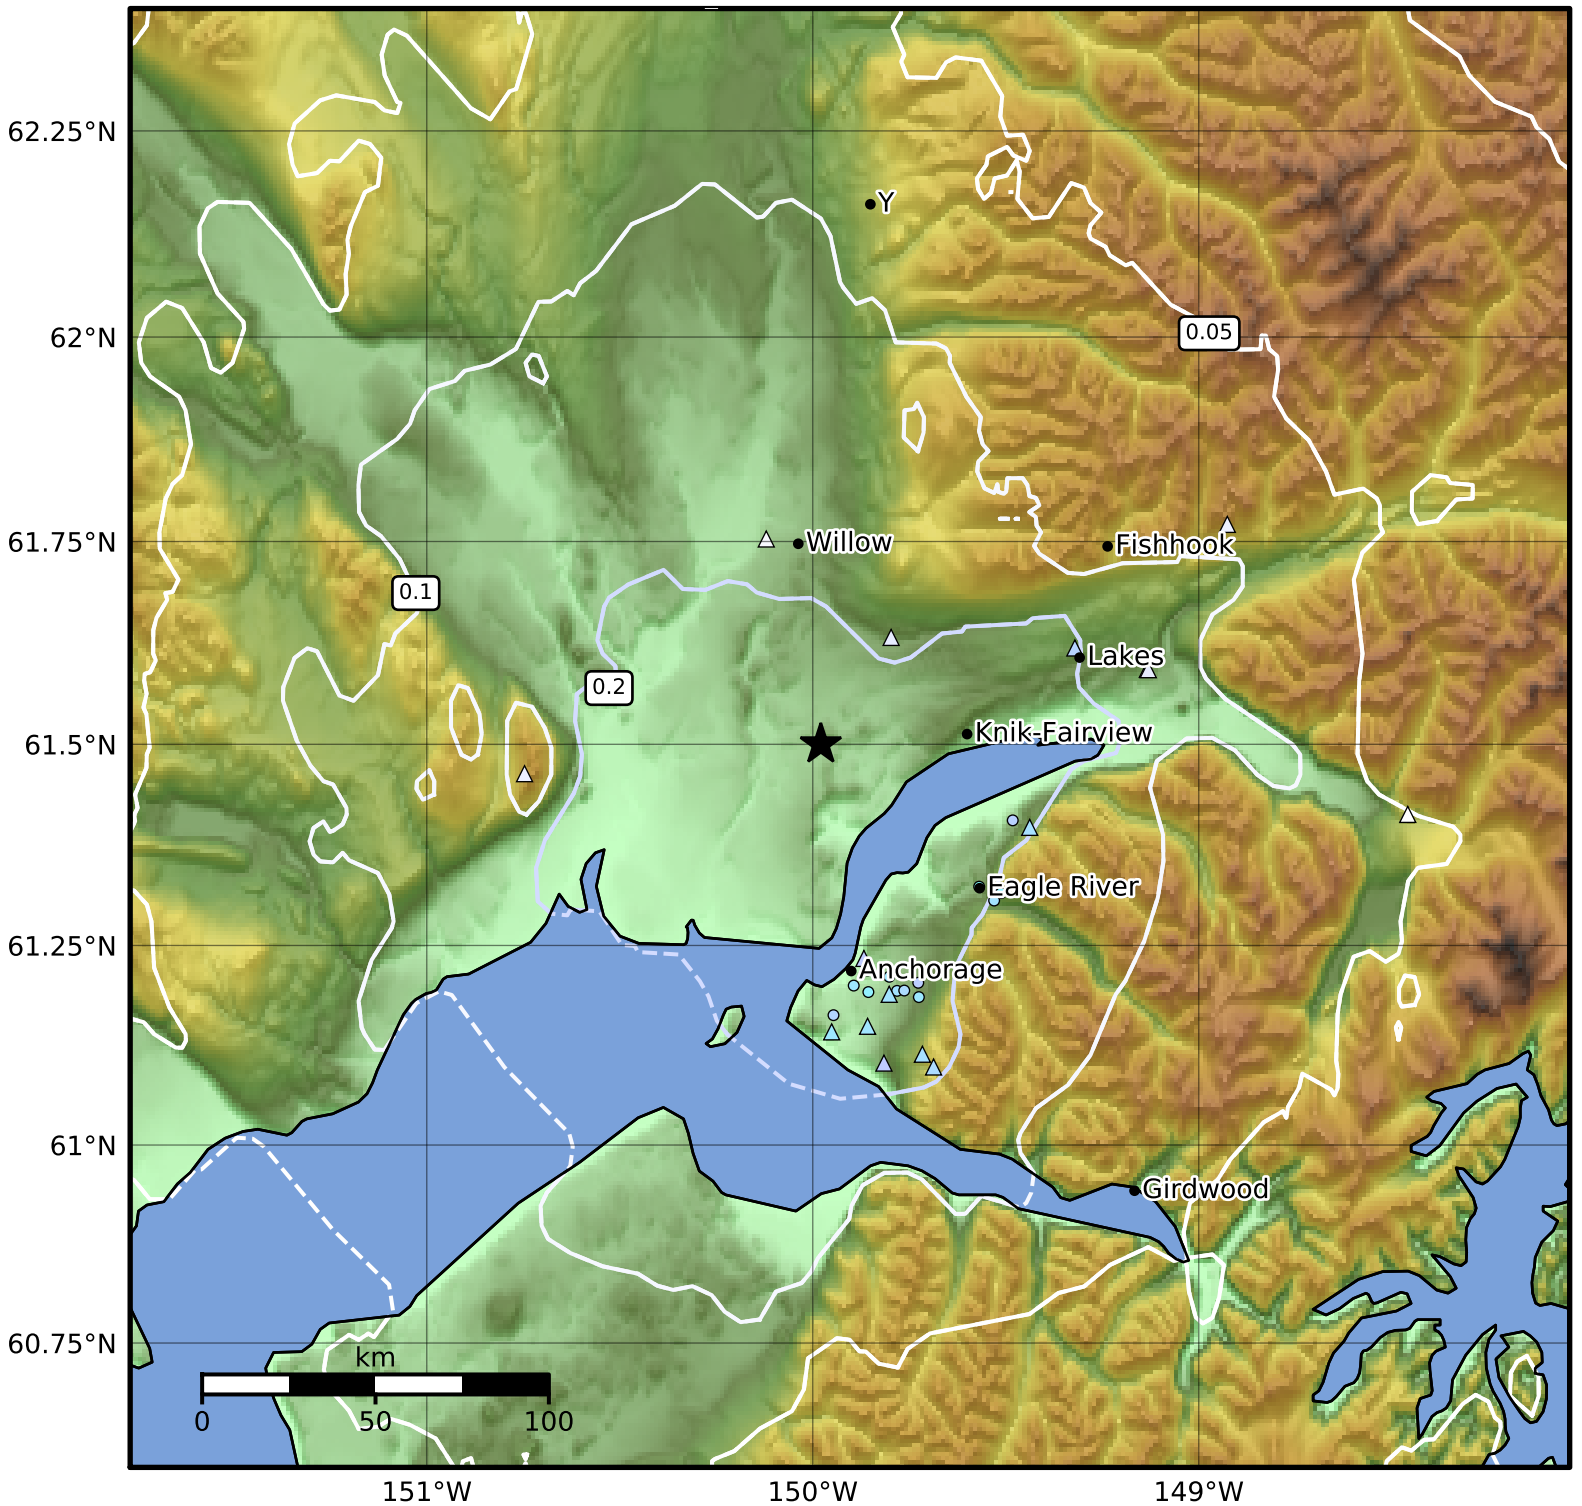 62.25°N
Y
62°N
0.05
61.75°N
Willow
Fishhook
0.1
Lakes
0.2
61.5°N
Knik-Fairview
Eagle River
61.25°N
Anchorage
61°N
Girdwood
60.75°N
km
0 50 100
151°W 150°W 149°W